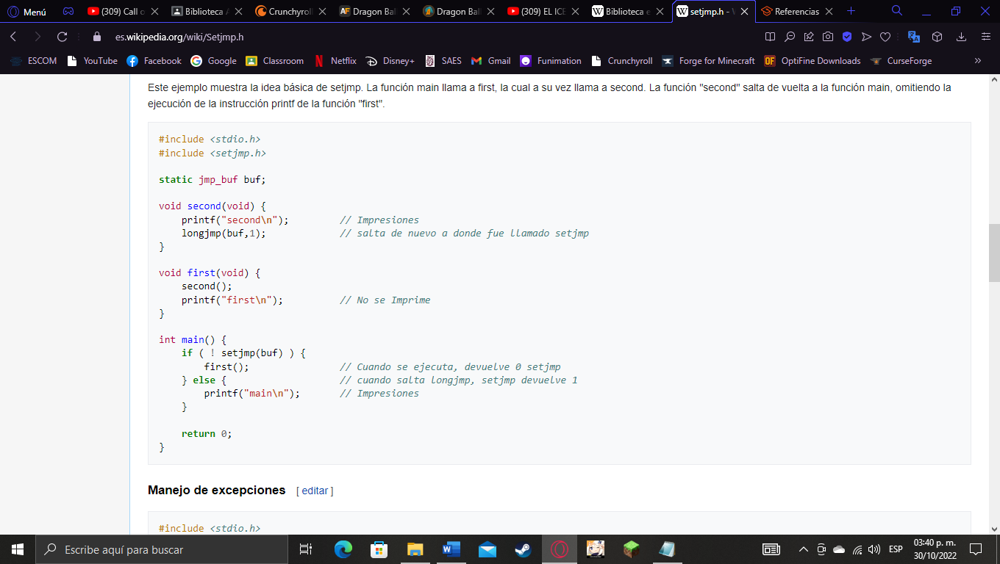 Menú
(309) Call o
Biblioteca A
Crunchyroll
Dragon Bal
Dragon Bal
(309) EL ICE
Biblioteca e
setjmp.h - W
Referencias
es.wikipedia.org/wiki/Setjmp.h
ESCOM YouTube Facebook Google Classroom Netflix Disney+ SAES Gmail Funimation Crunchyroll Forge for Minecraft OptiFine Downloads CurseForge »
Este ejemplo muestra la idea básica de setjmp. La función main llama a first, la cual a su vez llama a second. La función "second" salta de vuelta a la función main, omitiendo la
ejecución de la instrucción printf de la función "first".
#include <stdio.h>
#include <setjmp.h>
static jmp_buf buf;
void second(void) {
    printf("second\n");         // Impresiones
    longjmp(buf,1);             // salta de nuevo a donde fue llamado setjmp
}
void first(void) {
    second();
    printf("first\n");          // No se Imprime
}
int main() {
    if ( ! setjmp(buf) ) {
        first();                // Cuando se ejecuta, devuelve 0 setjmp
    } else {                    // cuando salta longjmp, setjmp devuelve 1
        printf("main\n");       // Impresiones
    }
    return 0;
}
Manejo de excepciones [ editar ]
#include <stdio.h>
Escribe aquí para buscar
ESP
03:40 p. m.
30/10/2022